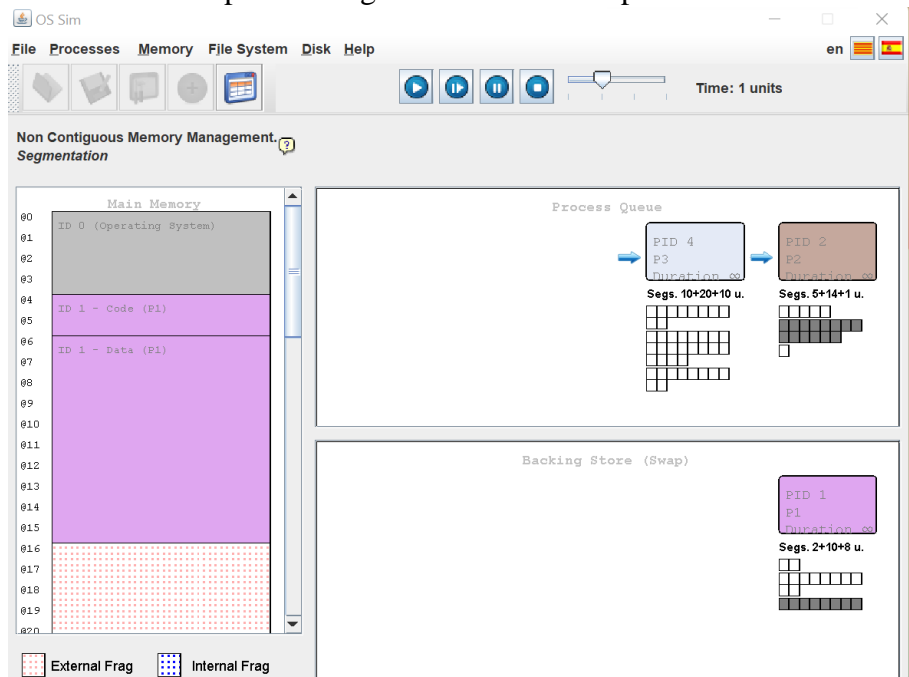 OS Sim
File Processes Memory File System Disk Help
en
Time: 1 units
Non Contiguous Memory Management.
?
Segmentation
Main Memory
@0
ID 0 (Operating System)
@1
@2
@3
@4
ID 1 - Code (P1)
@5
@6
ID 1 - Data (P1)
@7
@8
@9
@10
@11
@12
@13
@14
@15
@16
@17
@18
@19
@20
External Frag
Internal Frag
Process Queue
PID 4
P3
Duration ∞
Segs. 10+20+10 u.
PID 2
P2
Duration ∞
Segs. 5+14+1 u.
Backing Store (Swap)
PID 1
P1
Duration ∞
Segs. 2+10+8 u.